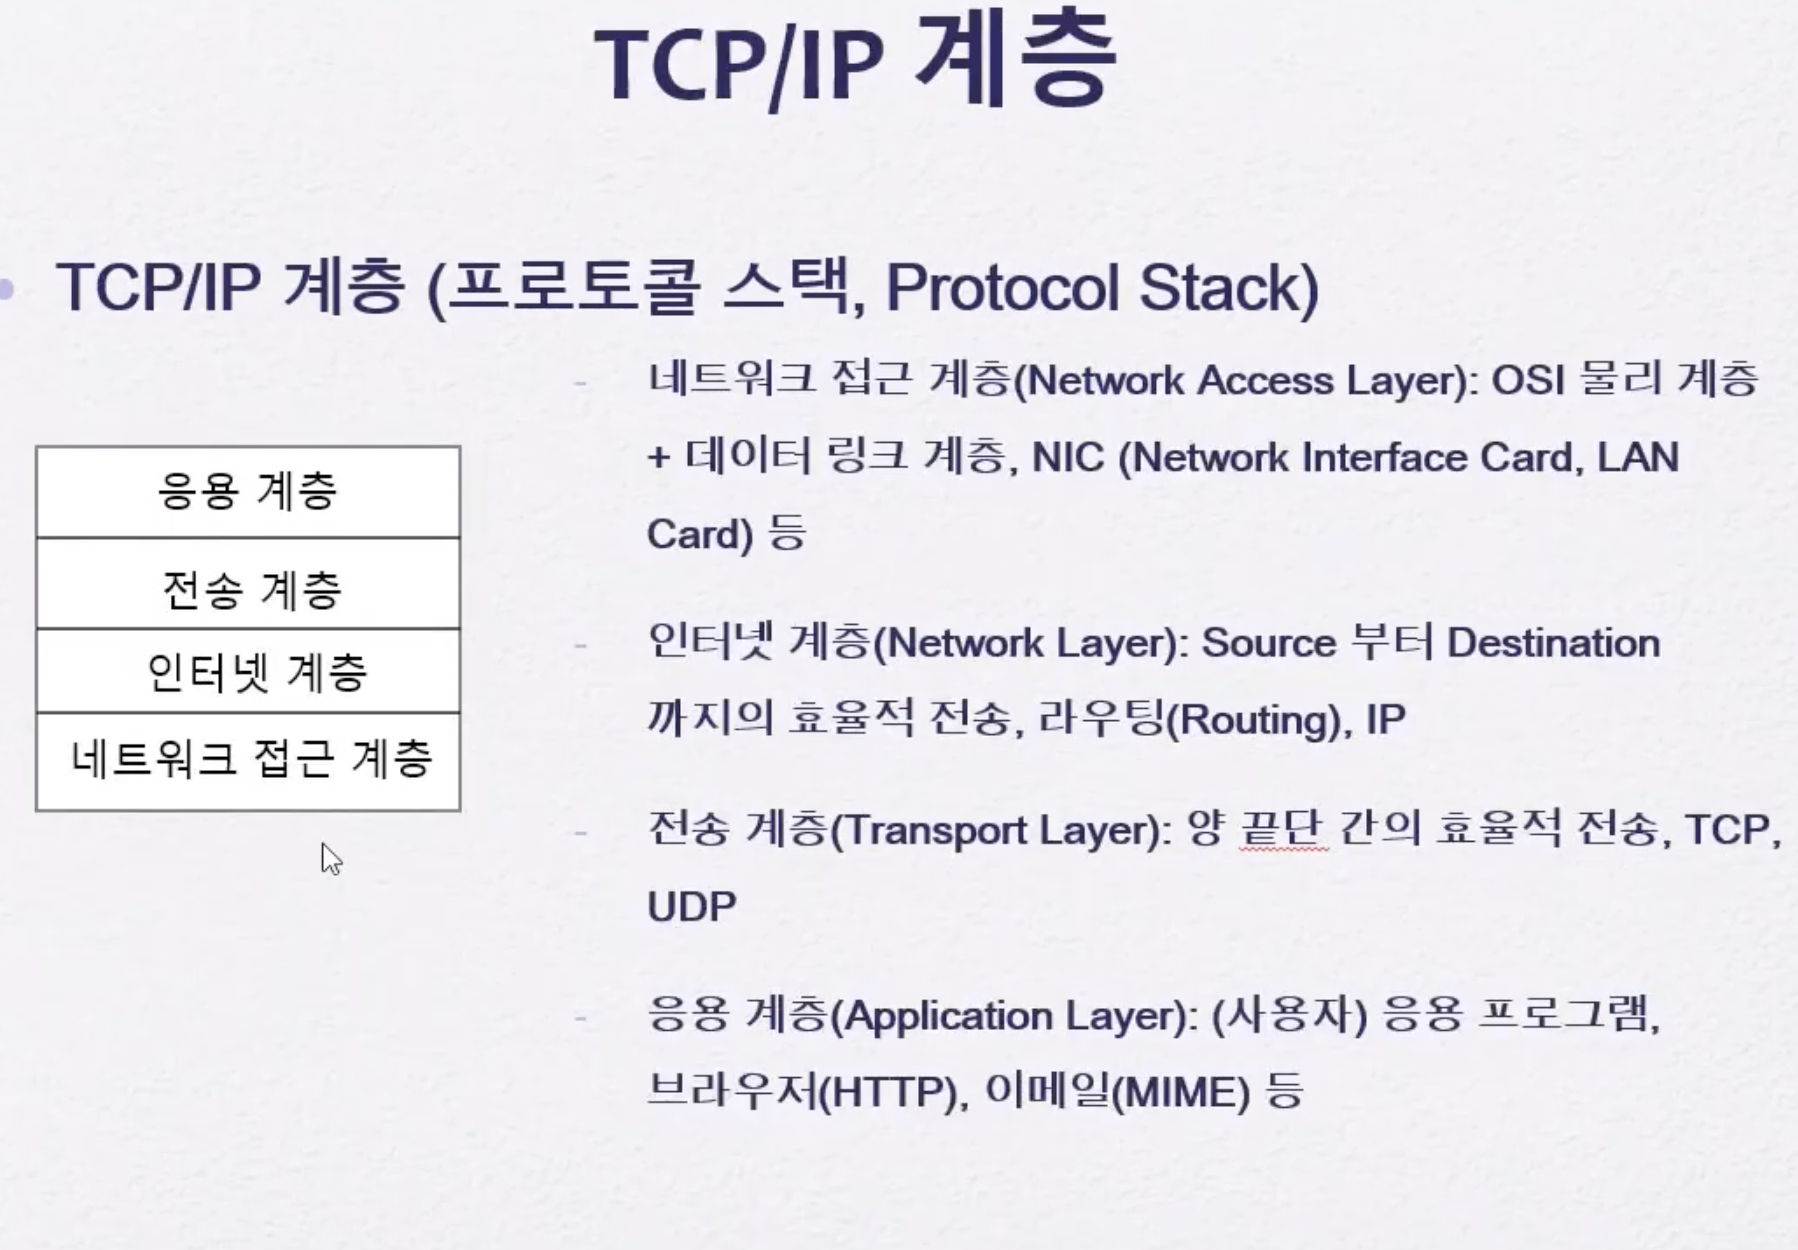 TCP/IP 계층
TCP/IP 계층 (프로토콜 스택, Protocol Stack)
응용 계층
전송 계층
인터넷 계층
네트워크 접근 계층
- 네트워크 접근 계층(Network Access Layer): OSI 물리 계층
+ 데이터 링크 계층, NIC (Network Interface Card, LAN
Card) 등
- 인터넷 계층(Network Layer): Source 부터 Destination
까지의 효율적 전송, 라우팅(Routing), IP
- 전송 계층(Transport Layer): 양 끝단 간의 효율적 전송, TCP,
UDP
- 응용 계층(Application Layer): (사용자) 응용 프로그램,
브라우저(HTTP), 이메일(MIME) 등